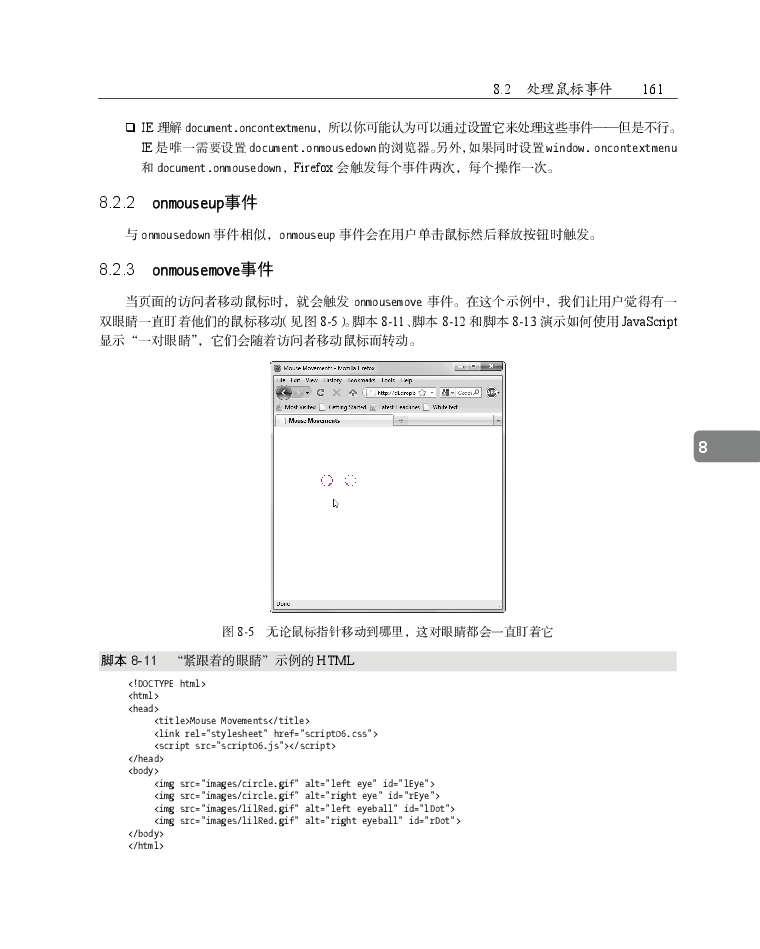 8.2 处理鼠标事件 161
❑ IE 理解 document.oncontextmenu，所以你可能认为可以通过设置它来处理这些事件——但是不行。
IE 是唯一需要设置 document.onmousedown 的浏览器。另外，如果同时设置 window. oncontextmenu
和 document.onmousedown，Firefox 会触发每个事件两次，每个操作一次。
8.2.2 onmouseup事件
与 onmousedown 事件相似，onmouseup 事件会在用户单击鼠标然后释放按钮时触发。
8.2.3 onmousemove事件
当页面的访问者移动鼠标时，就会触发 onmousemove 事件。在这个示例中，我们让用户觉得有一
双眼睛一直盯着他们的鼠标移动（见图 8-5）。脚本 8-11、脚本 8-12 和脚本 8-13 演示如何使用 JavaScript
显示“一对眼睛”，它们会随着访问者移动鼠标而转动。
Mouse Movements - Mozilla Firefox
File Edit View History Bookmarks Tools Help
http://dl.dropb Googl
Most Visited Getting Started Latest Headlines White text
Mouse Movements
8
Done
图 8-5 无论鼠标指针移动到哪里，这对眼睛都会一直盯着它
脚本 8-11 “紧跟着的眼睛”示例的 HTML
<!DOCTYPE html>
<html>
<head>
<title>Mouse Movements</title>
<link rel="stylesheet" href="script06.css">
<script src="script06.js"></script>
</head>
<body>
<img src="images/circle.gif" alt="left eye" id="lEye">
<img src="images/circle.gif" alt="right eye" id="rEye">
<img src="images/lilRed.gif" alt="left eyeball" id="lDot">
<img src="images/lilRed.gif" alt="right eyeball" id="rDot">
</body>
</html>